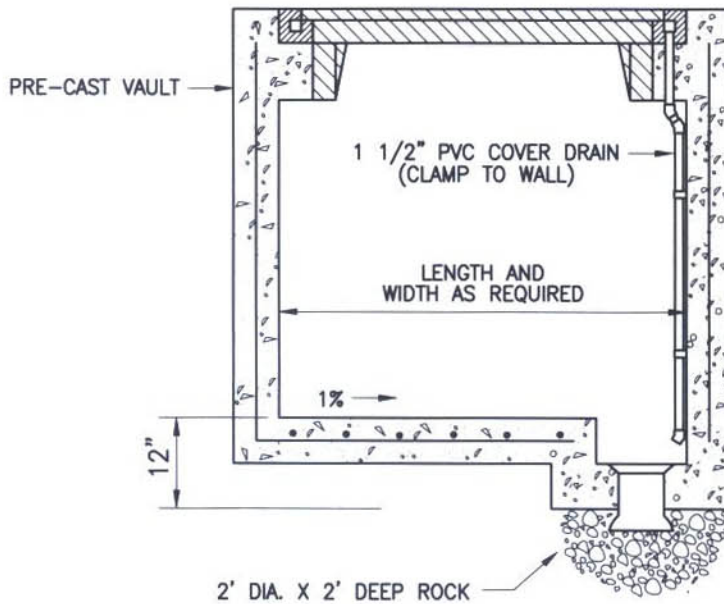 PRE-CAST VAULT
1 1/2" PVC COVER DRAIN
(CLAMP TO WALL)
LENGTH AND
WIDTH AS REQUIRED
1%
12"
2' DIA. X 2' DEEP ROCK